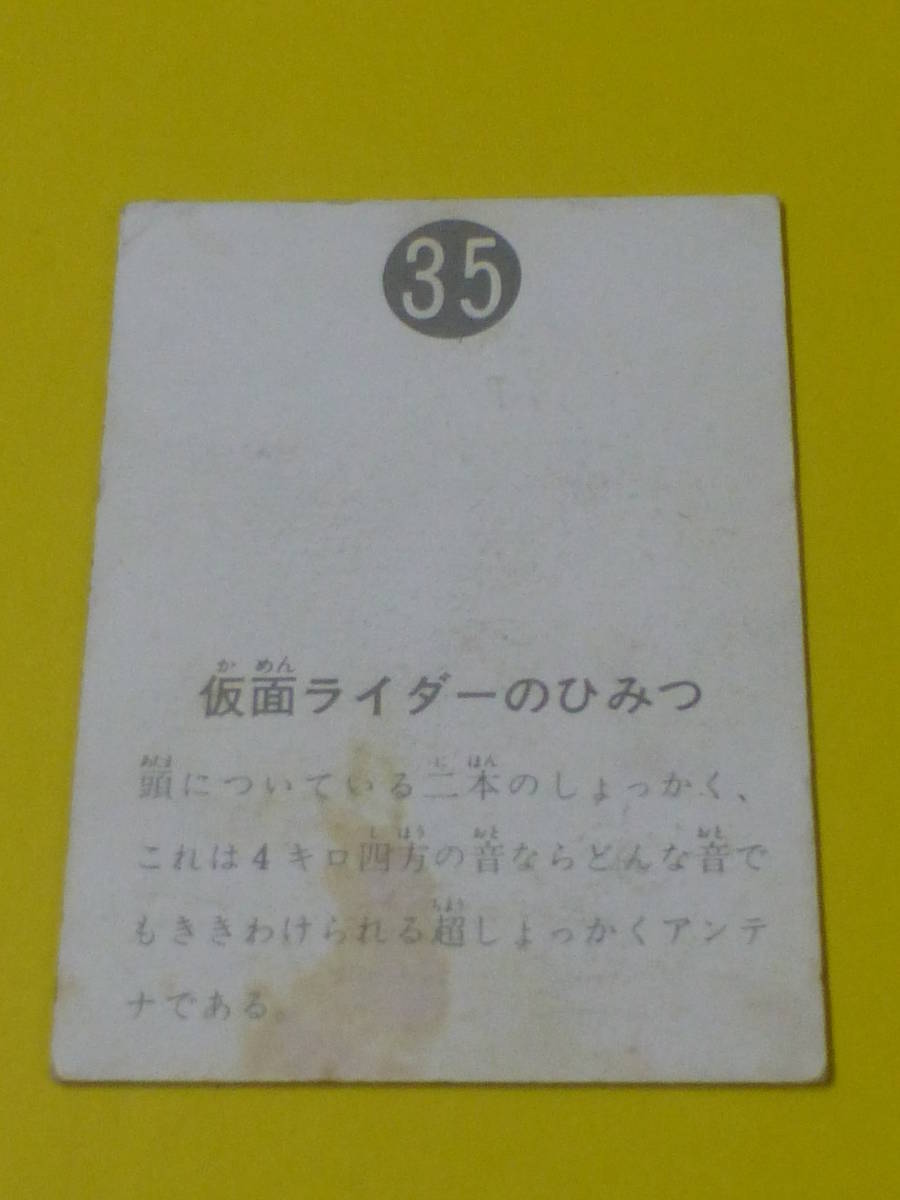 35
仮面ライダーのひみつ
頭についている二本のしょっかく、
これは4キロ四方の音ならどんな音で
もききわけられる超しょっかくアンテ
ナである。